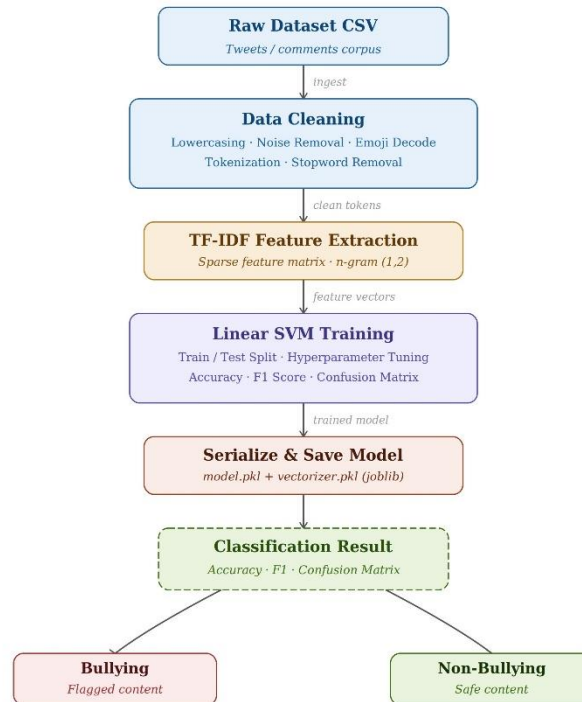 Raw Dataset CSV
Tweets / comments corpus
ingest
Data Cleaning
Lowercasing · Noise Removal · Emoji Decode
Tokenization · Stopword Removal
clean tokens
TF-IDF Feature Extraction
Sparse feature matrix · n-gram (1,2)
feature vectors
Linear SVM Training
Train / Test Split · Hyperparameter Tuning
Accuracy · F1 Score · Confusion Matrix
trained model
Serialize & Save Model
model.pkl + vectorizer.pkl (joblib)
Classification Result
Accuracy · F1 · Confusion Matrix
Bullying
Flagged content
Non-Bullying
Safe content